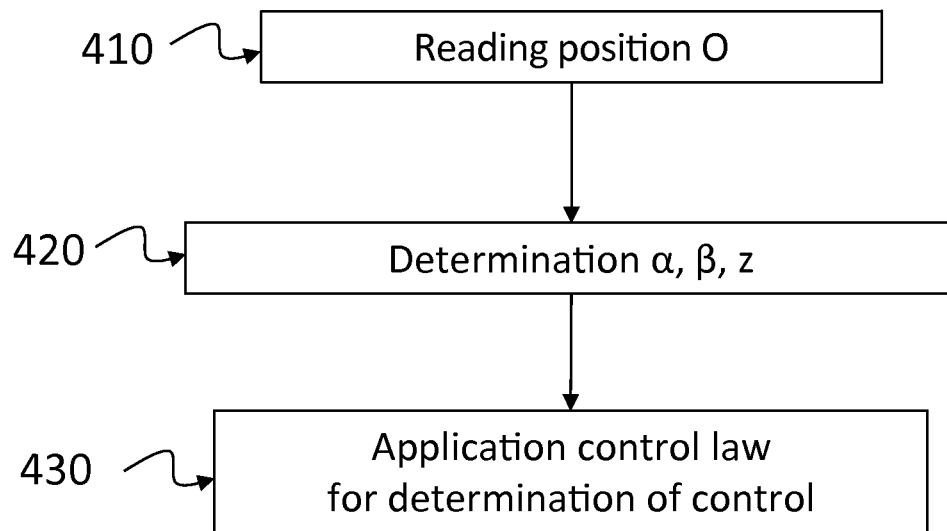 410
Reading position O
420
Determination α, β, z
430
Application control law
for determination of control